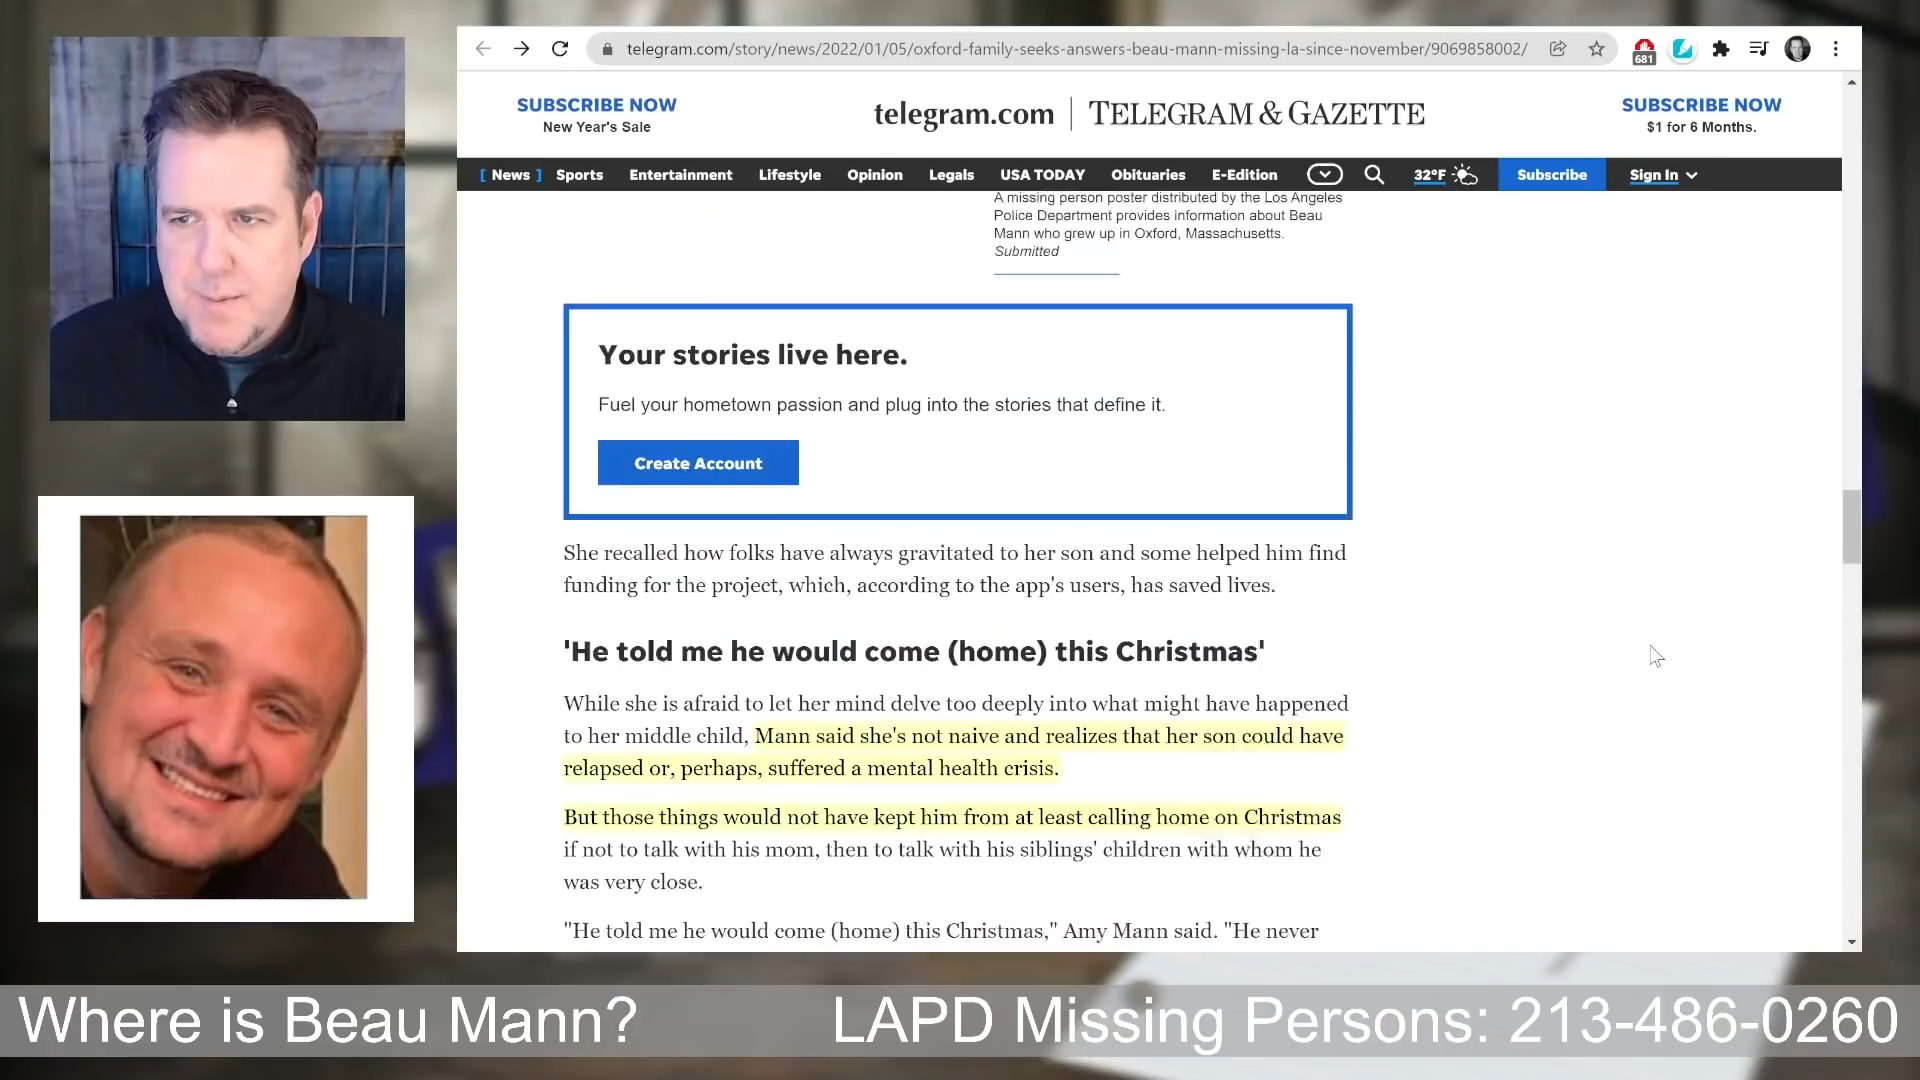 telegram.com/story/news/2022/01/05/oxford-family-seeks-answers-beau-mann-missing-la-since-november/9069858002/
681
SUBSCRIBE NOW
New Year's Sale
telegram.com | TELEGRAM & GAZETTE
SUBSCRIBE NOW
$1 for 6 Months.
[ News ] Sports Entertainment Lifestyle Opinion Legals USA TODAY Obituaries E-Edition 32°F Subscribe Sign In
A missing person poster distributed by the Los Angeles
Police Department provides information about Beau
Mann who grew up in Oxford, Massachusetts.
Submitted
Your stories live here.
Fuel your hometown passion and plug into the stories that define it.
Create Account
She recalled how folks have always gravitated to her son and some helped him find
funding for the project, which, according to the app's users, has saved lives.
'He told me he would come (home) this Christmas'
While she is afraid to let her mind delve too deeply into what might have happened
to her middle child, Mann said she's not naive and realizes that her son could have
relapsed or, perhaps, suffered a mental health crisis.
But those things would not have kept him from at least calling home on Christmas
if not to talk with his mom, then to talk with his siblings' children with whom he
was very close.
"He told me he would come (home) this Christmas," Amy Mann said. "He never
Where is Beau Mann?
LAPD Missing Persons: 213-486-0260